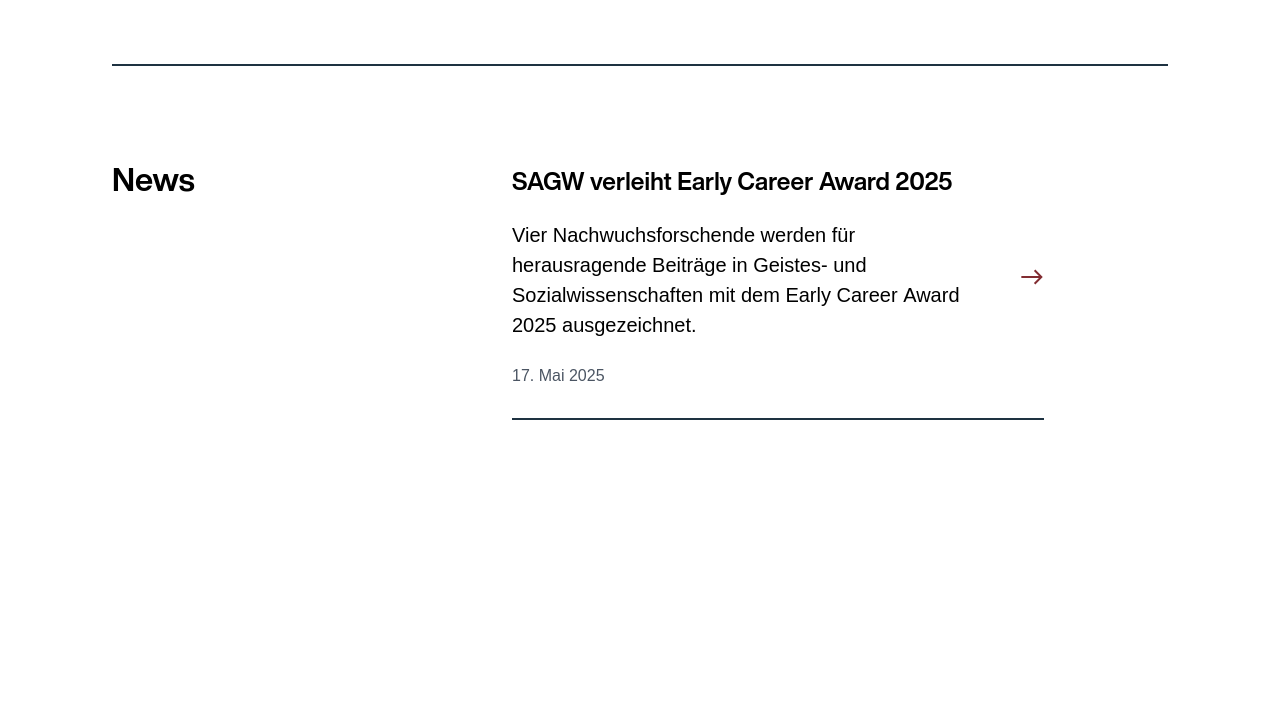 News
SAGW verleiht Early Career Award 2025
Vier Nachwuchsforschende werden für
herausragende Beiträge in Geistes- und
Sozialwissenschaften mit dem Early Career Award
2025 ausgezeichnet.
17. Mai 2025